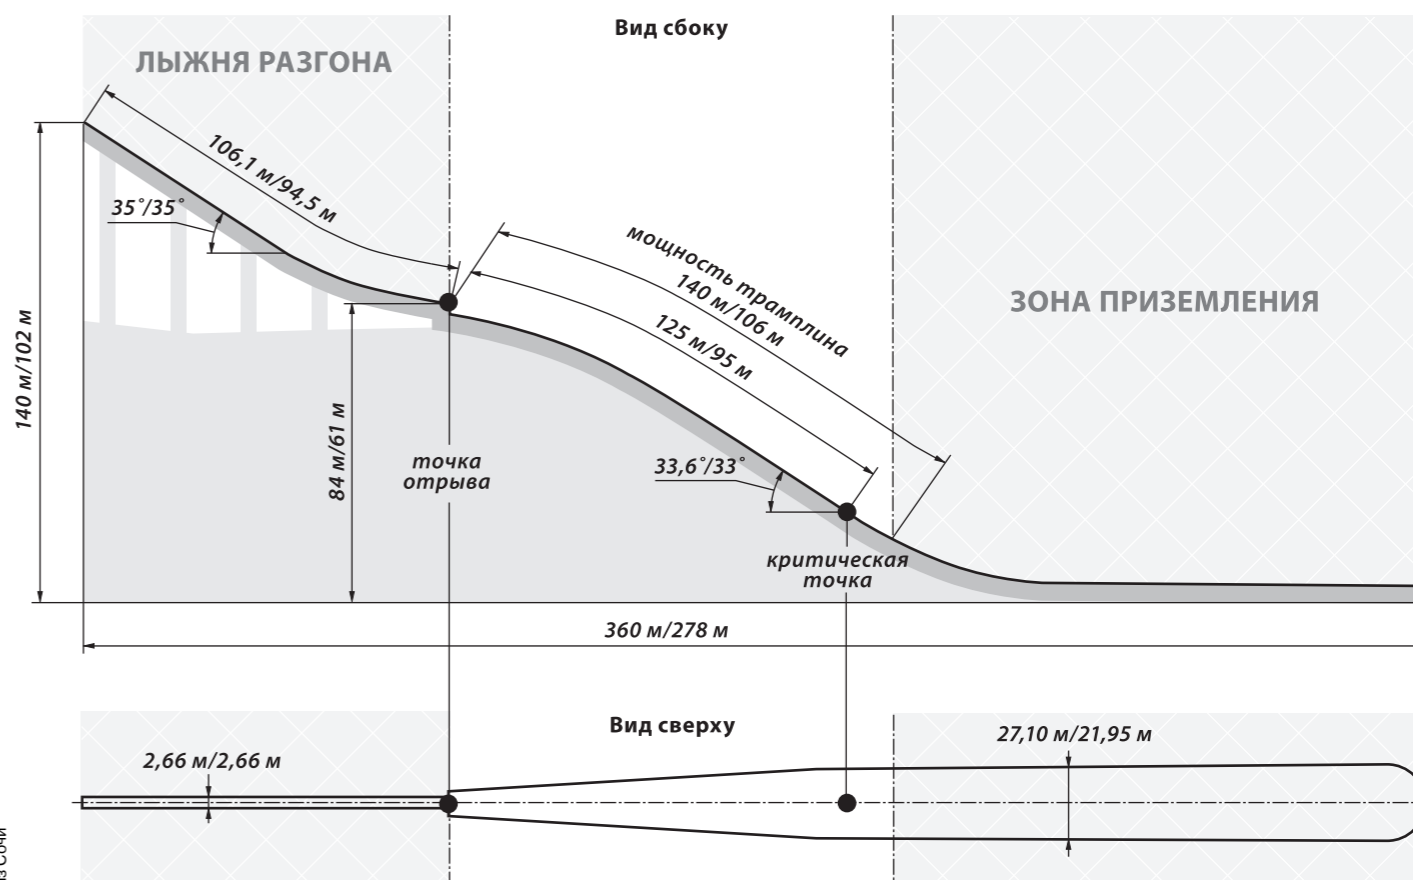 Вид сбоку
ЛЫЖНЯ РАЗГОНА
106,1 м/94,5 м
35˚/35˚
140 м/102 м
84 м/61 м
точка
отрыва
мощность трамплина
140 м/106 м
125 м/95 м
33,6˚/33˚
критическая
точка
ЗОНА ПРИЗЕМЛЕНИЯ
360 м/278 м
Вид сверху
2,66 м/2,66 м
27,10 м/21,95 м
из Сочи